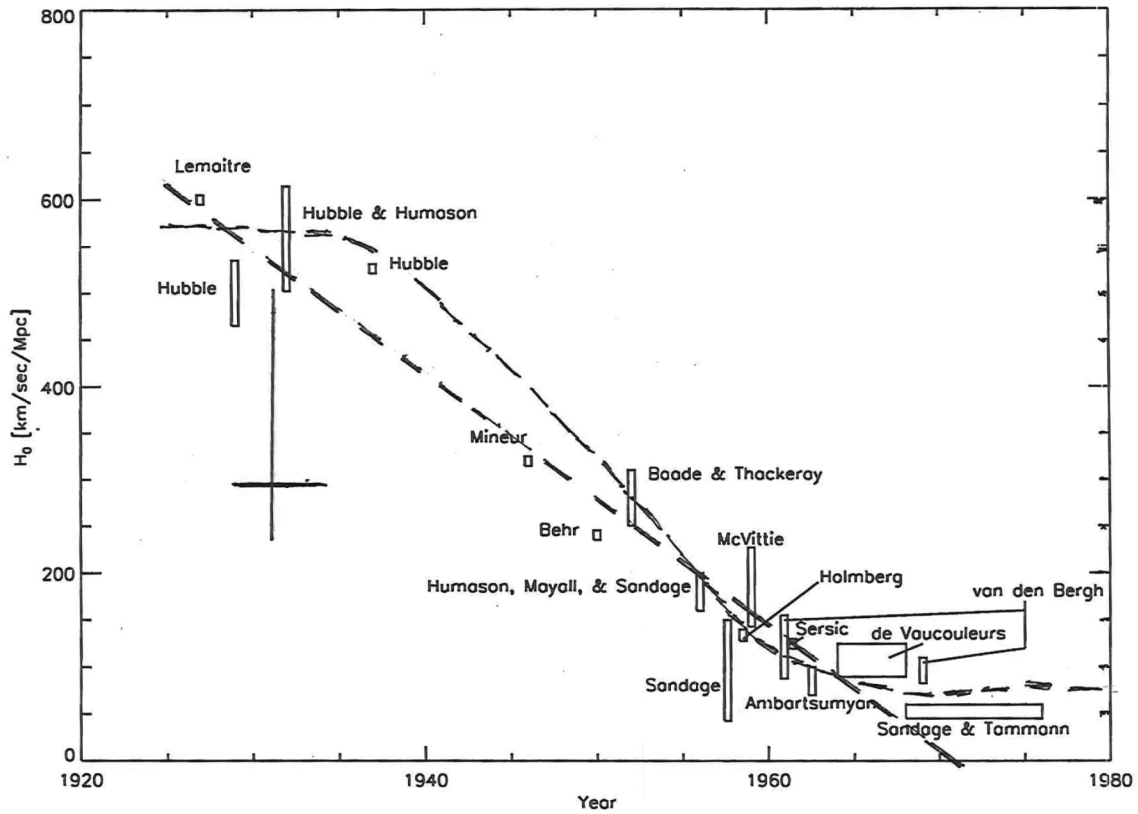 800
600
400
200
0
H₀ [km/sec/Mpc]
Lemaitre
Hubble & Humason
Hubble
Hubble
Mineur
Baade & Thackeray
Behr
McVittie
Holmberg
Humason, Mayall, & Sandage
van den Bergh
Sersic
de Vaucouleurs
Sandage
Ambartsumyan
Sandage & Tammann
1920
1940
1960
1980
Year